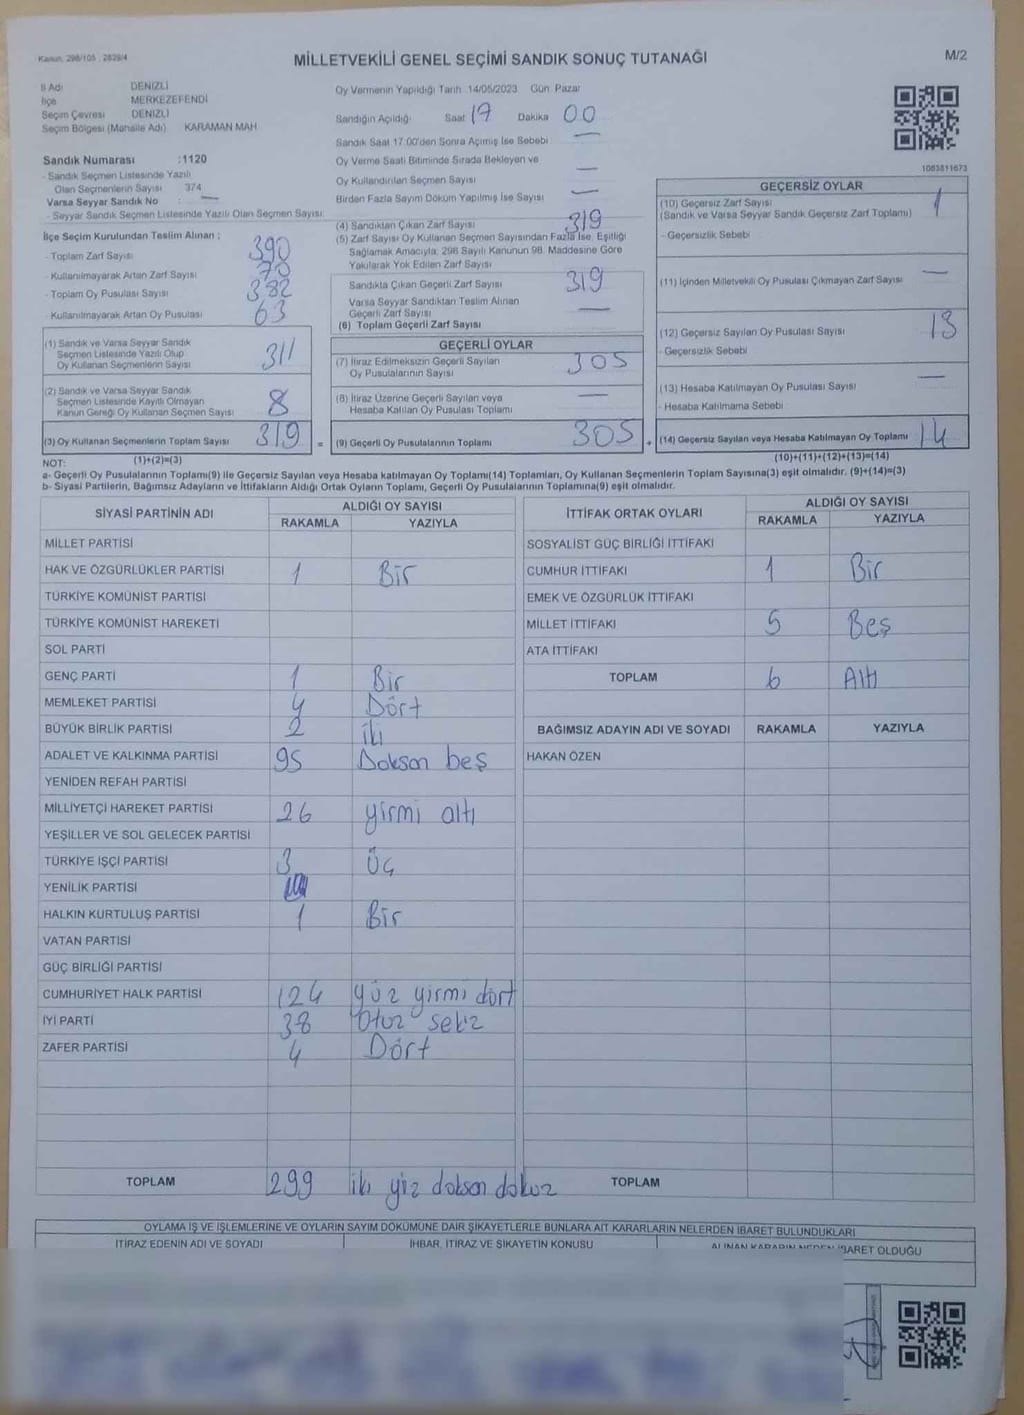 Kanun: 298/105 : 2839/4
MİLLETVEKİLİ GENEL SEÇİMİ SANDIK SONUÇ TUTANAĞI
M/2
İl Adı DENİZLİ
İlçe MERKEZEFENDİ
Seçim Çevresi DENİZLİ
Seçim Bölgesi (Mahalle Adı) KARAMAN MAH
Sandık Numarası :1120
- Sandık Seçmen Listesinde Yazılı
Olan Seçmenlerin Sayısı 374
Varsa Seyyar Sandık No : —
- Seyyar Sandık Seçmen Listesinde Yazılı Olan Seçmen Sayısı:
İlçe Seçim Kurulundan Teslim Alınan ;
- Toplam Zarf Sayısı 390
- Kullanılmayarak Artan Zarf Sayısı 70
- Toplam Oy Pusulası Sayısı 382
- Kullanılmayarak Artan Oy Pusulası 63
(1) Sandık ve Varsa Seyyar Sandık
Seçmen Listesinde Yazılı Olup
Oy Kullanan Seçmenlerin Sayısı 311
(2) Sandık ve Varsa Seyyar Sandık
Seçmen Listesinde Kayıtlı Olmayan
Kanun Gereği Oy Kullanan Seçmen Sayısı 8
(3) Oy Kullanan Seçmenlerin Toplam Sayısı 319 =
Oy Vermenin Yapıldığı Tarih :14/05/2023 Gün: Pazar
Sandığın Açıldığı: Saat 17 Dakika 00
Sandık Saat 17:00'den Sonra Açılmış İse Sebebi —
Oy Verme Saati Bitiminde Sırada Bekleyen ve
Oy Kullandırılan Seçmen Sayısı —
Birden Fazla Sayım Döküm Yapılmış İse Sayısı —
(4) Sandıktan Çıkan Zarf Sayısı 319
(5) Zarf Sayısı Oy Kullanan Seçmen Sayısından Fazla İse, Eşitliği
Sağlamak Amacıyla, 298 Sayılı Kanunun 98. Maddesine Göre
Yakılarak Yok Edilen Zarf Sayısı
Sandıkta Çıkan Geçerli Zarf Sayısı 319
Varsa Seyyar Sandıktan Teslim Alınan
Geçerli Zarf Sayısı —
(6) Toplam Geçerli Zarf Sayısı
GEÇERLİ OYLAR
(7) İtiraz Edilmeksizin Geçerli Sayılan
Oy Pusulalarının Sayısı 305
(8) İtiraz Üzerine Geçerli Sayılan veya
Hesaba Katılan Oy Pusulası Toplamı —
(9) Geçerli Oy Pusulalarının Toplamı 305 +
1083811673
GEÇERSİZ OYLAR
(10) Geçersiz Zarf Sayısı 1
(Sandık ve Varsa Seyyar Sandık Geçersiz Zarf Toplamı)
- Geçersizlik Sebebi
(11) İçinden Milletvekili Oy Pusulası Çıkmayan Zarf Sayısı —
(12) Geçersiz Sayılan Oy Pusulası Sayısı 13
- Geçersizlik Sebebi
(13) Hesaba Katılmayan Oy Pusulası Sayısı —
- Hesaba Katılmama Sebebi
(14) Geçersiz Sayılan veya Hesaba Katılmayan Oy Toplamı 14
NOT: (1)+(2)=(3) (10)+(11)+(12)+(13)=(14)
a- Geçerli Oy Pusulalarının Toplamı(9) ile Geçersiz Sayılan veya Hesaba katılmayan Oy Toplamı(14) Toplamları, Oy Kullanan Seçmenlerin Toplam Sayısına(3) eşit olmalıdır. (9)+(14)=(3)
b- Siyasi Partilerin, Bağımsız Adayların ve İttifakların Aldığı Ortak Oyların Toplamı, Geçerli Oy Pusulalarının Toplamına(9) eşit olmalıdır.
SİYASİ PARTİNİN ADI ALDIĞI OY SAYISI
RAKAMLA YAZIYLA
MİLLET PARTİSİ
HAK VE ÖZGÜRLÜKLER PARTİSİ 1 Bir
TÜRKİYE KOMÜNİST PARTİSİ
TÜRKİYE KOMÜNİST HAREKETİ
SOL PARTİ
GENÇ PARTİ 1 Bir
MEMLEKET PARTİSİ 4 Dört
BÜYÜK BİRLİK PARTİSİ 2 iki
ADALET VE KALKINMA PARTİSİ 95 Doksan beş
YENİDEN REFAH PARTİSİ
MİLLİYETÇİ HAREKET PARTİSİ 26 yirmi altı
YEŞİLLER VE SOL GELECEK PARTİSİ
TÜRKİYE İŞÇİ PARTİSİ 3 Üç
YENİLİK PARTİSİ
HALKIN KURTULUŞ PARTİSİ 1 Bir
VATAN PARTİSİ
GÜÇ BİRLİĞİ PARTİSİ
CUMHURİYET HALK PARTİSİ 124 yüz yirmi dört
İYİ PARTİ 38 Otuz sekiz
ZAFER PARTİSİ 4 Dört
TOPLAM 299 iki yüz doksan dokuz
İTTİFAK ORTAK OYLARI ALDIĞI OY SAYISI
RAKAMLA YAZIYLA
SOSYALİST GÜÇ BİRLİĞİ İTTİFAKI
CUMHUR İTTİFAKI 1 Bir
EMEK VE ÖZGÜRLÜK İTTİFAKI
MİLLET İTTİFAKI 5 Beş
ATA İTTİFAKI
TOPLAM 6 Altı
BAĞIMSIZ ADAYIN ADI VE SOYADI RAKAMLA YAZIYLA
HAKAN ÖZEN
TOPLAM
OYLAMA İŞ VE İŞLEMLERİNE VE OYLARIN SAYIM DÖKÜMÜNE DAİR ŞİKAYETLERLE BUNLARA AİT KARARLARIN NELERDEN İBARET BULUNDUKLARI
İTİRAZ EDENİN ADI VE SOYADI İHBAR, İTİRAZ VE ŞİKAYETİN KONUSU ALINAN KARARIN NEDEN İBARET OLDUĞU